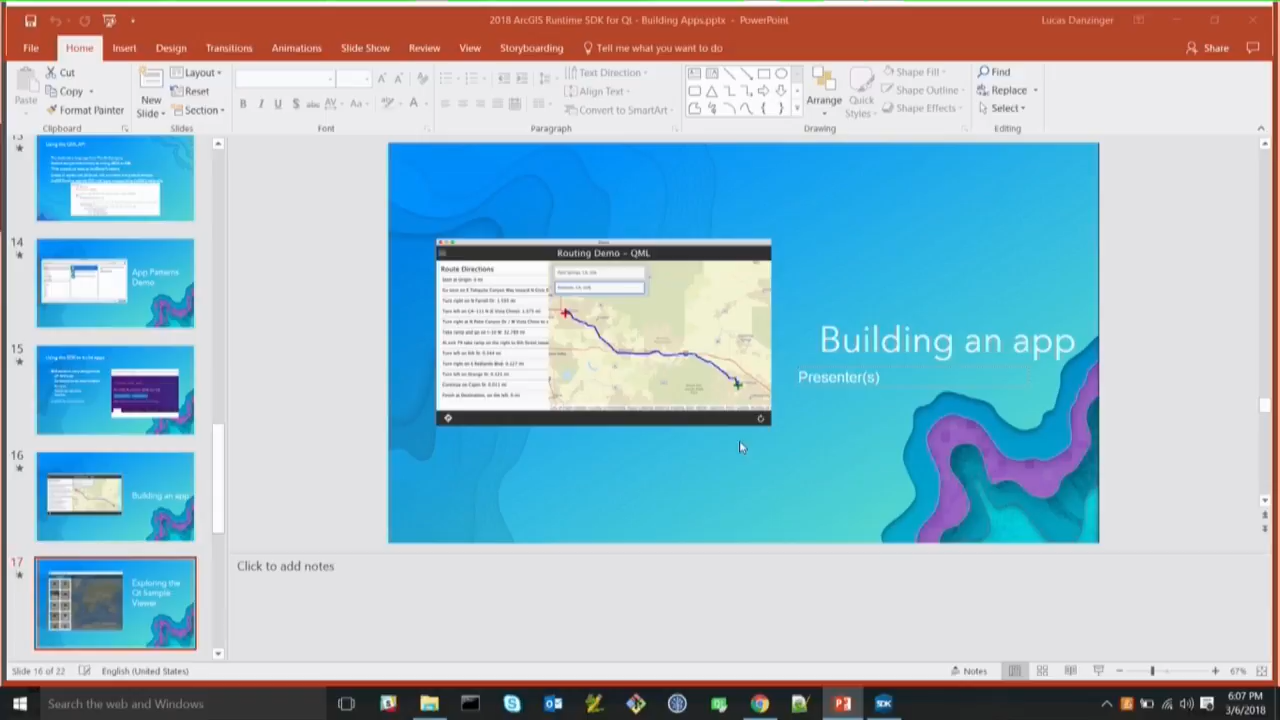 2018 ArcGIS Runtime SDK for Qt - Building Apps.pptx - PowerPoint
Lucas Danzinger
File
Home
Insert
Design
Transitions
Animations
Slide Show
Review
View
Storyboarding
Tell me what you want to do
Share
Paste
Cut
Copy
Format Painter
Clipboard
New
Slide
Layout
Reset
Section
Slides
B I U S abc AV Aa A
Font
Text Direction
Align Text
Convert to SmartArt
Paragraph
Arrange
Quick
Styles
Shape Fill
Shape Outline
Shape Effects
Drawing
Find
Replace
Select
Editing
13
14
App Patterns
Demo
15
16
Building an app
17
Exploring the
Qt Sample
Viewer
Routing Demo - QML
Route Directions
Building an app
Presenter(s)
Click to add notes
Slide 16 of 22
English (United States)
Notes
67%
Search the web and Windows
6:07 PM
3/6/2018